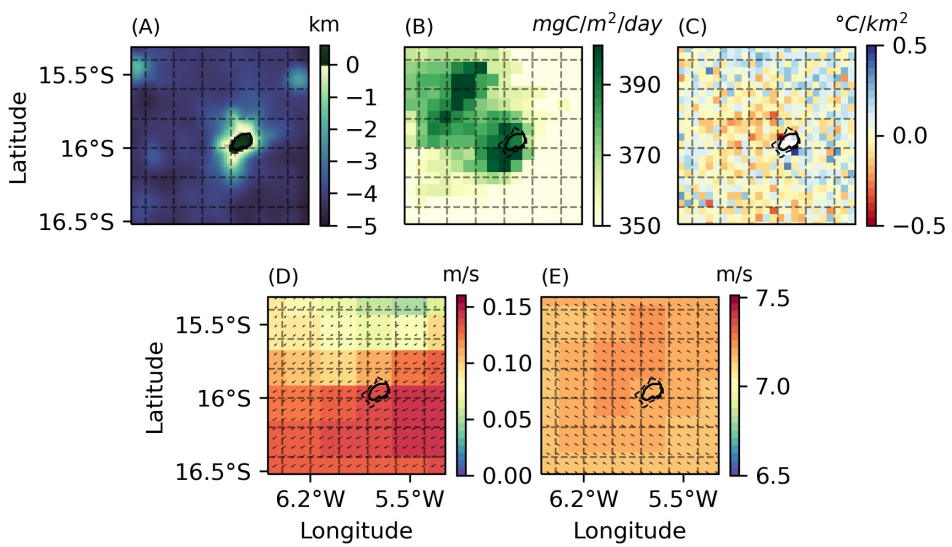 (A) km
(B) mgC/m²/day
(C) °C/km²
Latitude
15.5°S
16°S
16.5°S
0
−1
−2
−3
−4
−5
390
370
350
0.5
0.0
−0.5
(D) m/s
(E) m/s
Latitude
15.5°S
16°S
16.5°S
0.15
0.10
0.05
0.00
7.5
7.0
6.5
6.2°W 5.5°W
6.2°W 5.5°W
Longitude
Longitude